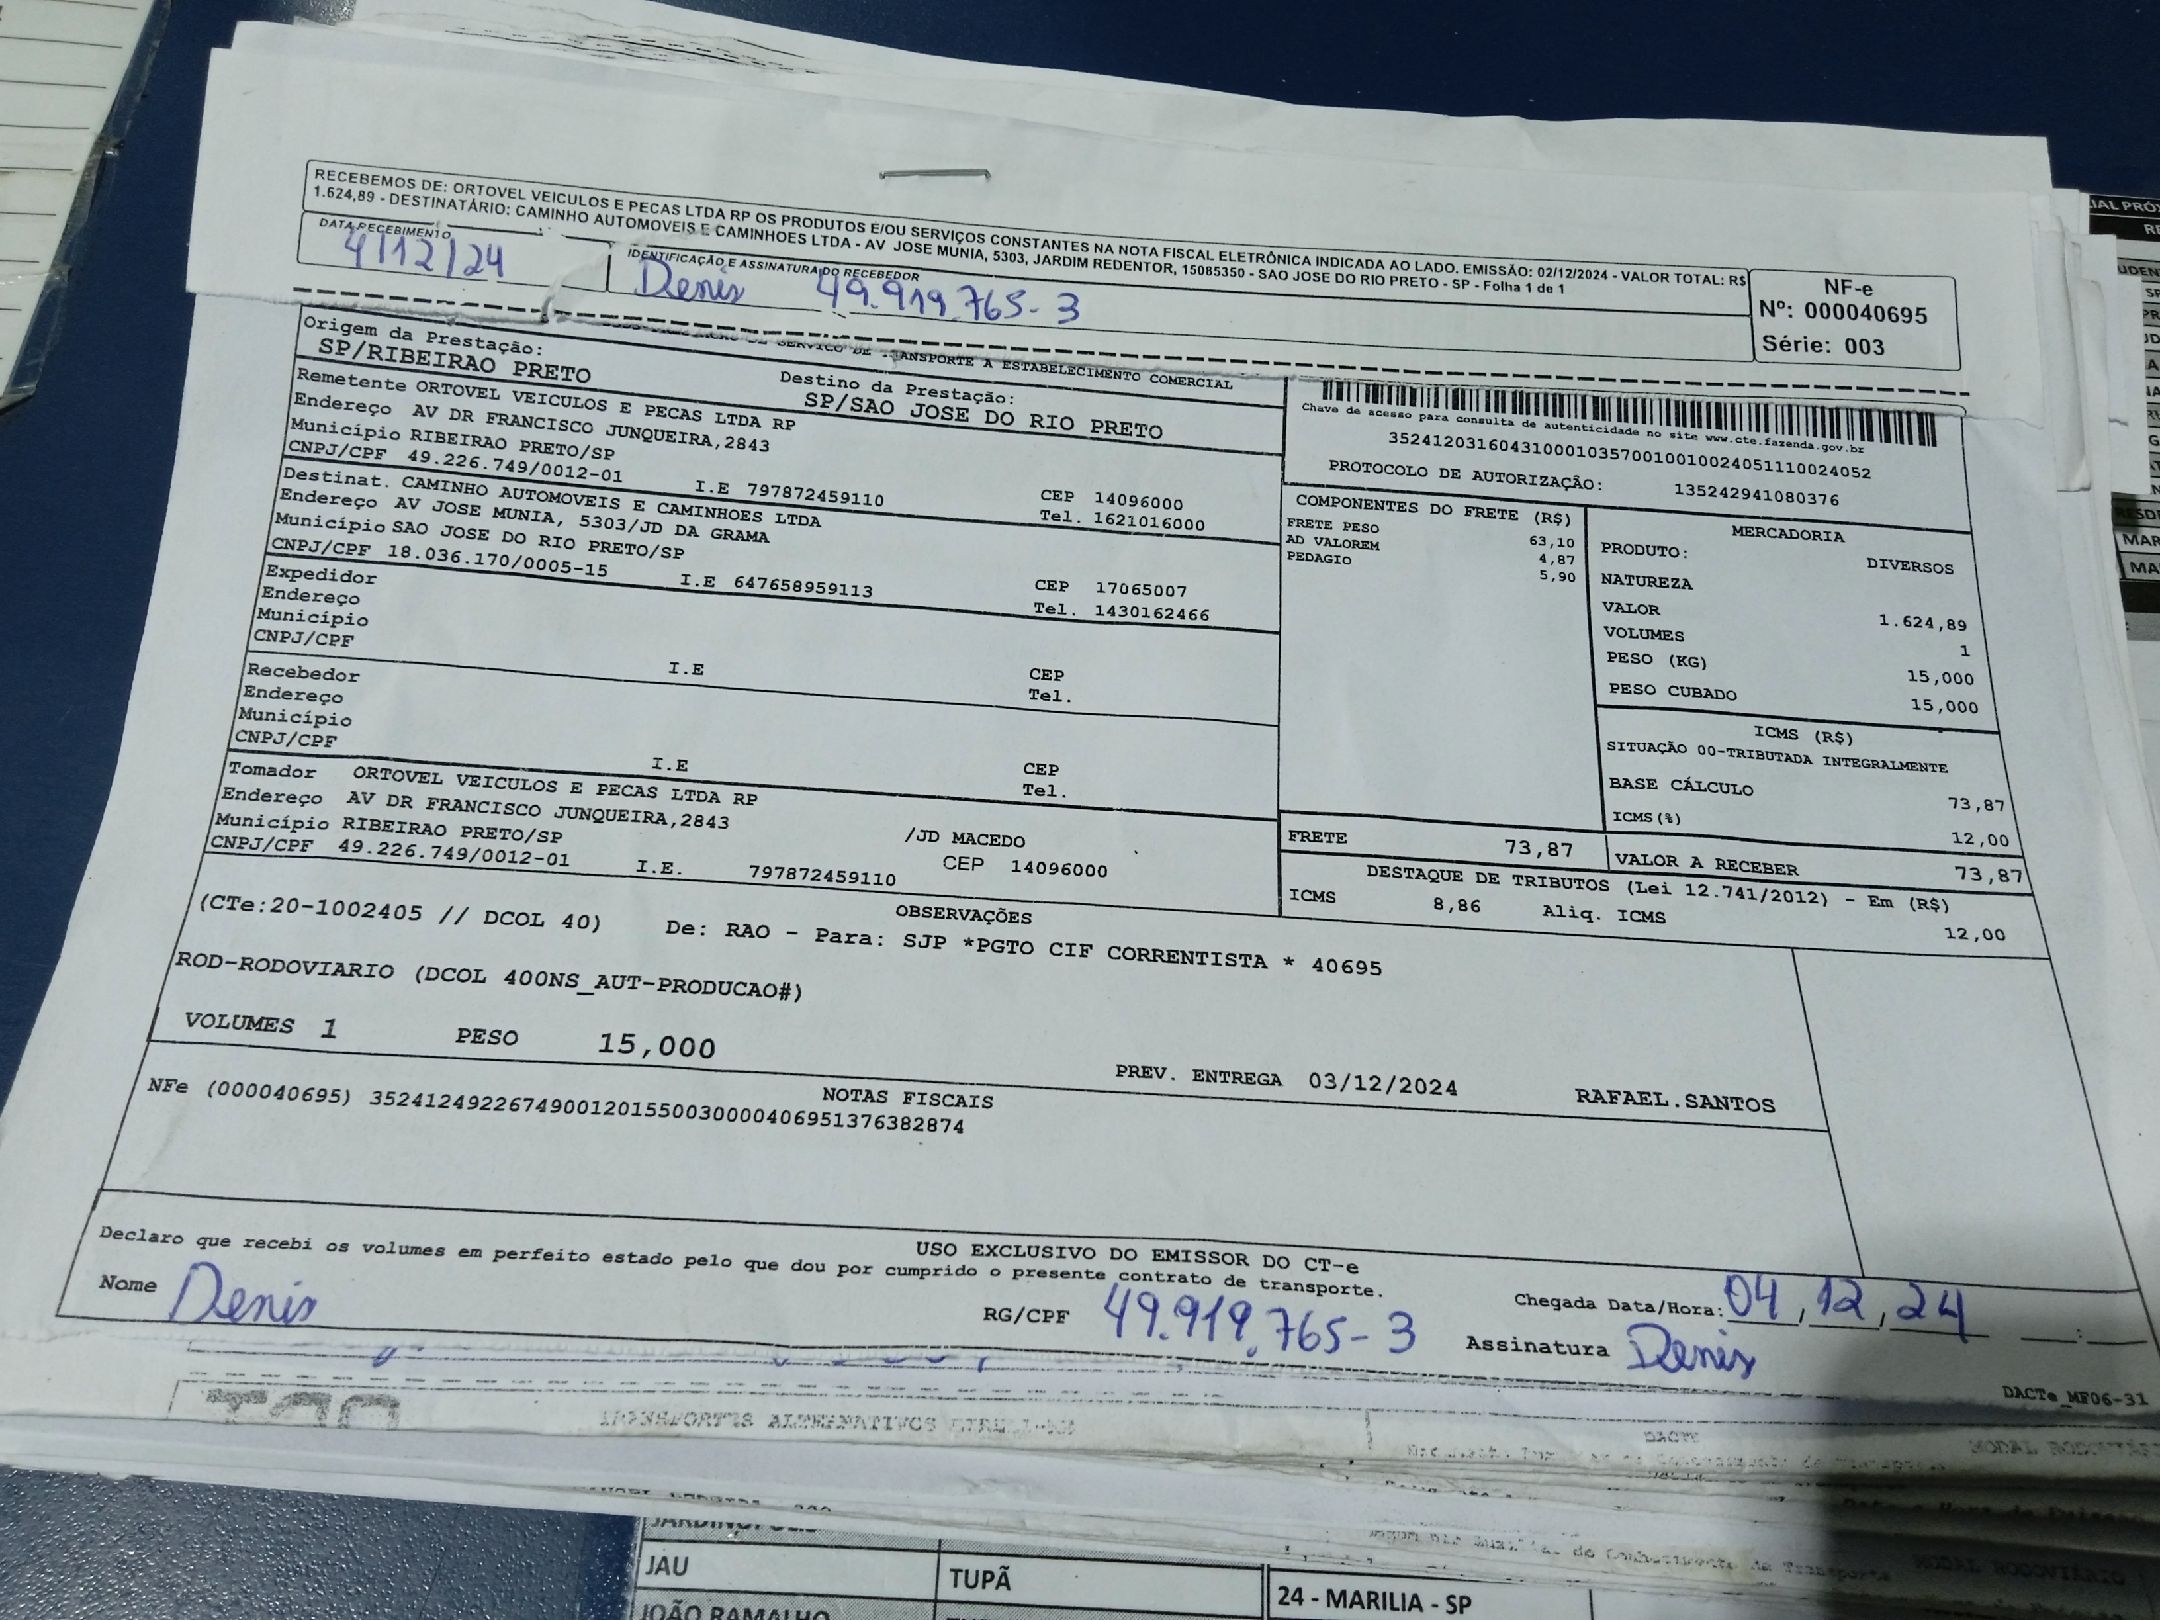 RECEBEMOS DE: ORTOVEL VEICULOS E PECAS LTDA RP OS PRODUTOS E/OU SERVIÇOS CONSTANTES NA NOTA FISCAL ELETRÔNICA INDICADA AO LADO. EMISSÃO: 02/12/2024 - VALOR TOTAL: R$
1.624,89 - DESTINATÁRIO: CAMINHO AUTOMOVEIS E CAMINHOES LTDA - AV JOSE MUNIA, 5303, JARDIM REDENTOR, 15085350 - SAO JOSE DO RIO PRETO - SP - Folha 1 de 1
DATA RECEBIMENTO
4/12/24
IDENTIFICAÇÃO E ASSINATURA DO RECEBEDOR
Denis 49.919.765-3
NF-e
Nº: 000040695
Série: 003
DE SERVICO DE TRANSPORTE A ESTABELECIMENTO COMERCIAL
Origem da Prestação:
SP/RIBEIRAO PRETO
Destino da Prestação:
SP/SAO JOSE DO RIO PRETO
Remetente ORTOVEL VEICULOS E PECAS LTDA RP
Endereço AV DR FRANCISCO JUNQUEIRA,2843
Município RIBEIRAO PRETO/SP CEP 14096000
CNPJ/CPF 49.226.749/0012-01 I.E 797872459110 Tel. 1621016000
Destinat. CAMINHO AUTOMOVEIS E CAMINHOES LTDA
Endereço AV JOSE MUNIA, 5303/JD DA GRAMA
Município SAO JOSE DO RIO PRETO/SP CEP 17065007
CNPJ/CPF 18.036.170/0005-15 I.E 647658959113 Tel. 1430162466
Expedidor
Endereço
Município CEP
CNPJ/CPF I.E Tel.
Recebedor
Endereço
Município CEP
CNPJ/CPF I.E Tel.
Tomador ORTOVEL VEICULOS E PECAS LTDA RP
Endereço AV DR FRANCISCO JUNQUEIRA,2843 /JD MACEDO
Município RIBEIRAO PRETO/SP CEP 14096000
CNPJ/CPF 49.226.749/0012-01 I.E. 797872459110
Chave de acesso para consulta de autenticidade no site www.cte.fazenda.gov.br
35241203160431000103570010010024051110024052
PROTOCOLO DE AUTORIZAÇÃO: 135242941080376
COMPONENTES DO FRETE (R$)
FRETE PESO 63,10
AD VALOREM 4,87
PEDAGIO 5,90
MERCADORIA
PRODUTO: DIVERSOS
NATUREZA
VALOR 1.624,89
VOLUMES 1
PESO (KG) 15,000
PESO CUBADO 15,000
ICMS (R$)
SITUAÇÃO 00-TRIBUTADA INTEGRALMENTE
BASE CÁLCULO 73,87
ICMS(%) 12,00
FRETE 73,87 VALOR A RECEBER 73,87
DESTAQUE DE TRIBUTOS (Lei 12.741/2012) - Em (R$)
ICMS 8,86 Aliq. ICMS 12,00
OBSERVAÇÕES
(CTe:20-1002405 // DCOL 40) De: RAO - Para: SJP *PGTO CIF CORRENTISTA * 40695
ROD-RODOVIARIO (DCOL 400NS_AUT-PRODUCAO#)
VOLUMES 1 PESO 15,000 PREV. ENTREGA 03/12/2024 RAFAEL.SANTOS
NOTAS FISCAIS
NFe (000040695) 35241249226749001201550030000406951376382874
USO EXCLUSIVO DO EMISSOR DO CT-e
Declaro que recebi os volumes em perfeito estado pelo que dou por cumprido o presente contrato de transporte.
Nome Denis RG/CPF 49.919.765-3 Chegada Data/Hora: 04,12,24 __:__
Assinatura Denis
DACTe_MF06-31
TRANSPORTES ALTERNATIVOS
DACTE
MODAL RODOVIÁRIO
MODAL RODOVIÁRIO
JARDINÓPOLIS
JAU
TUPÃ
24 - MARILIA - SP
JOÃO RAMALHO